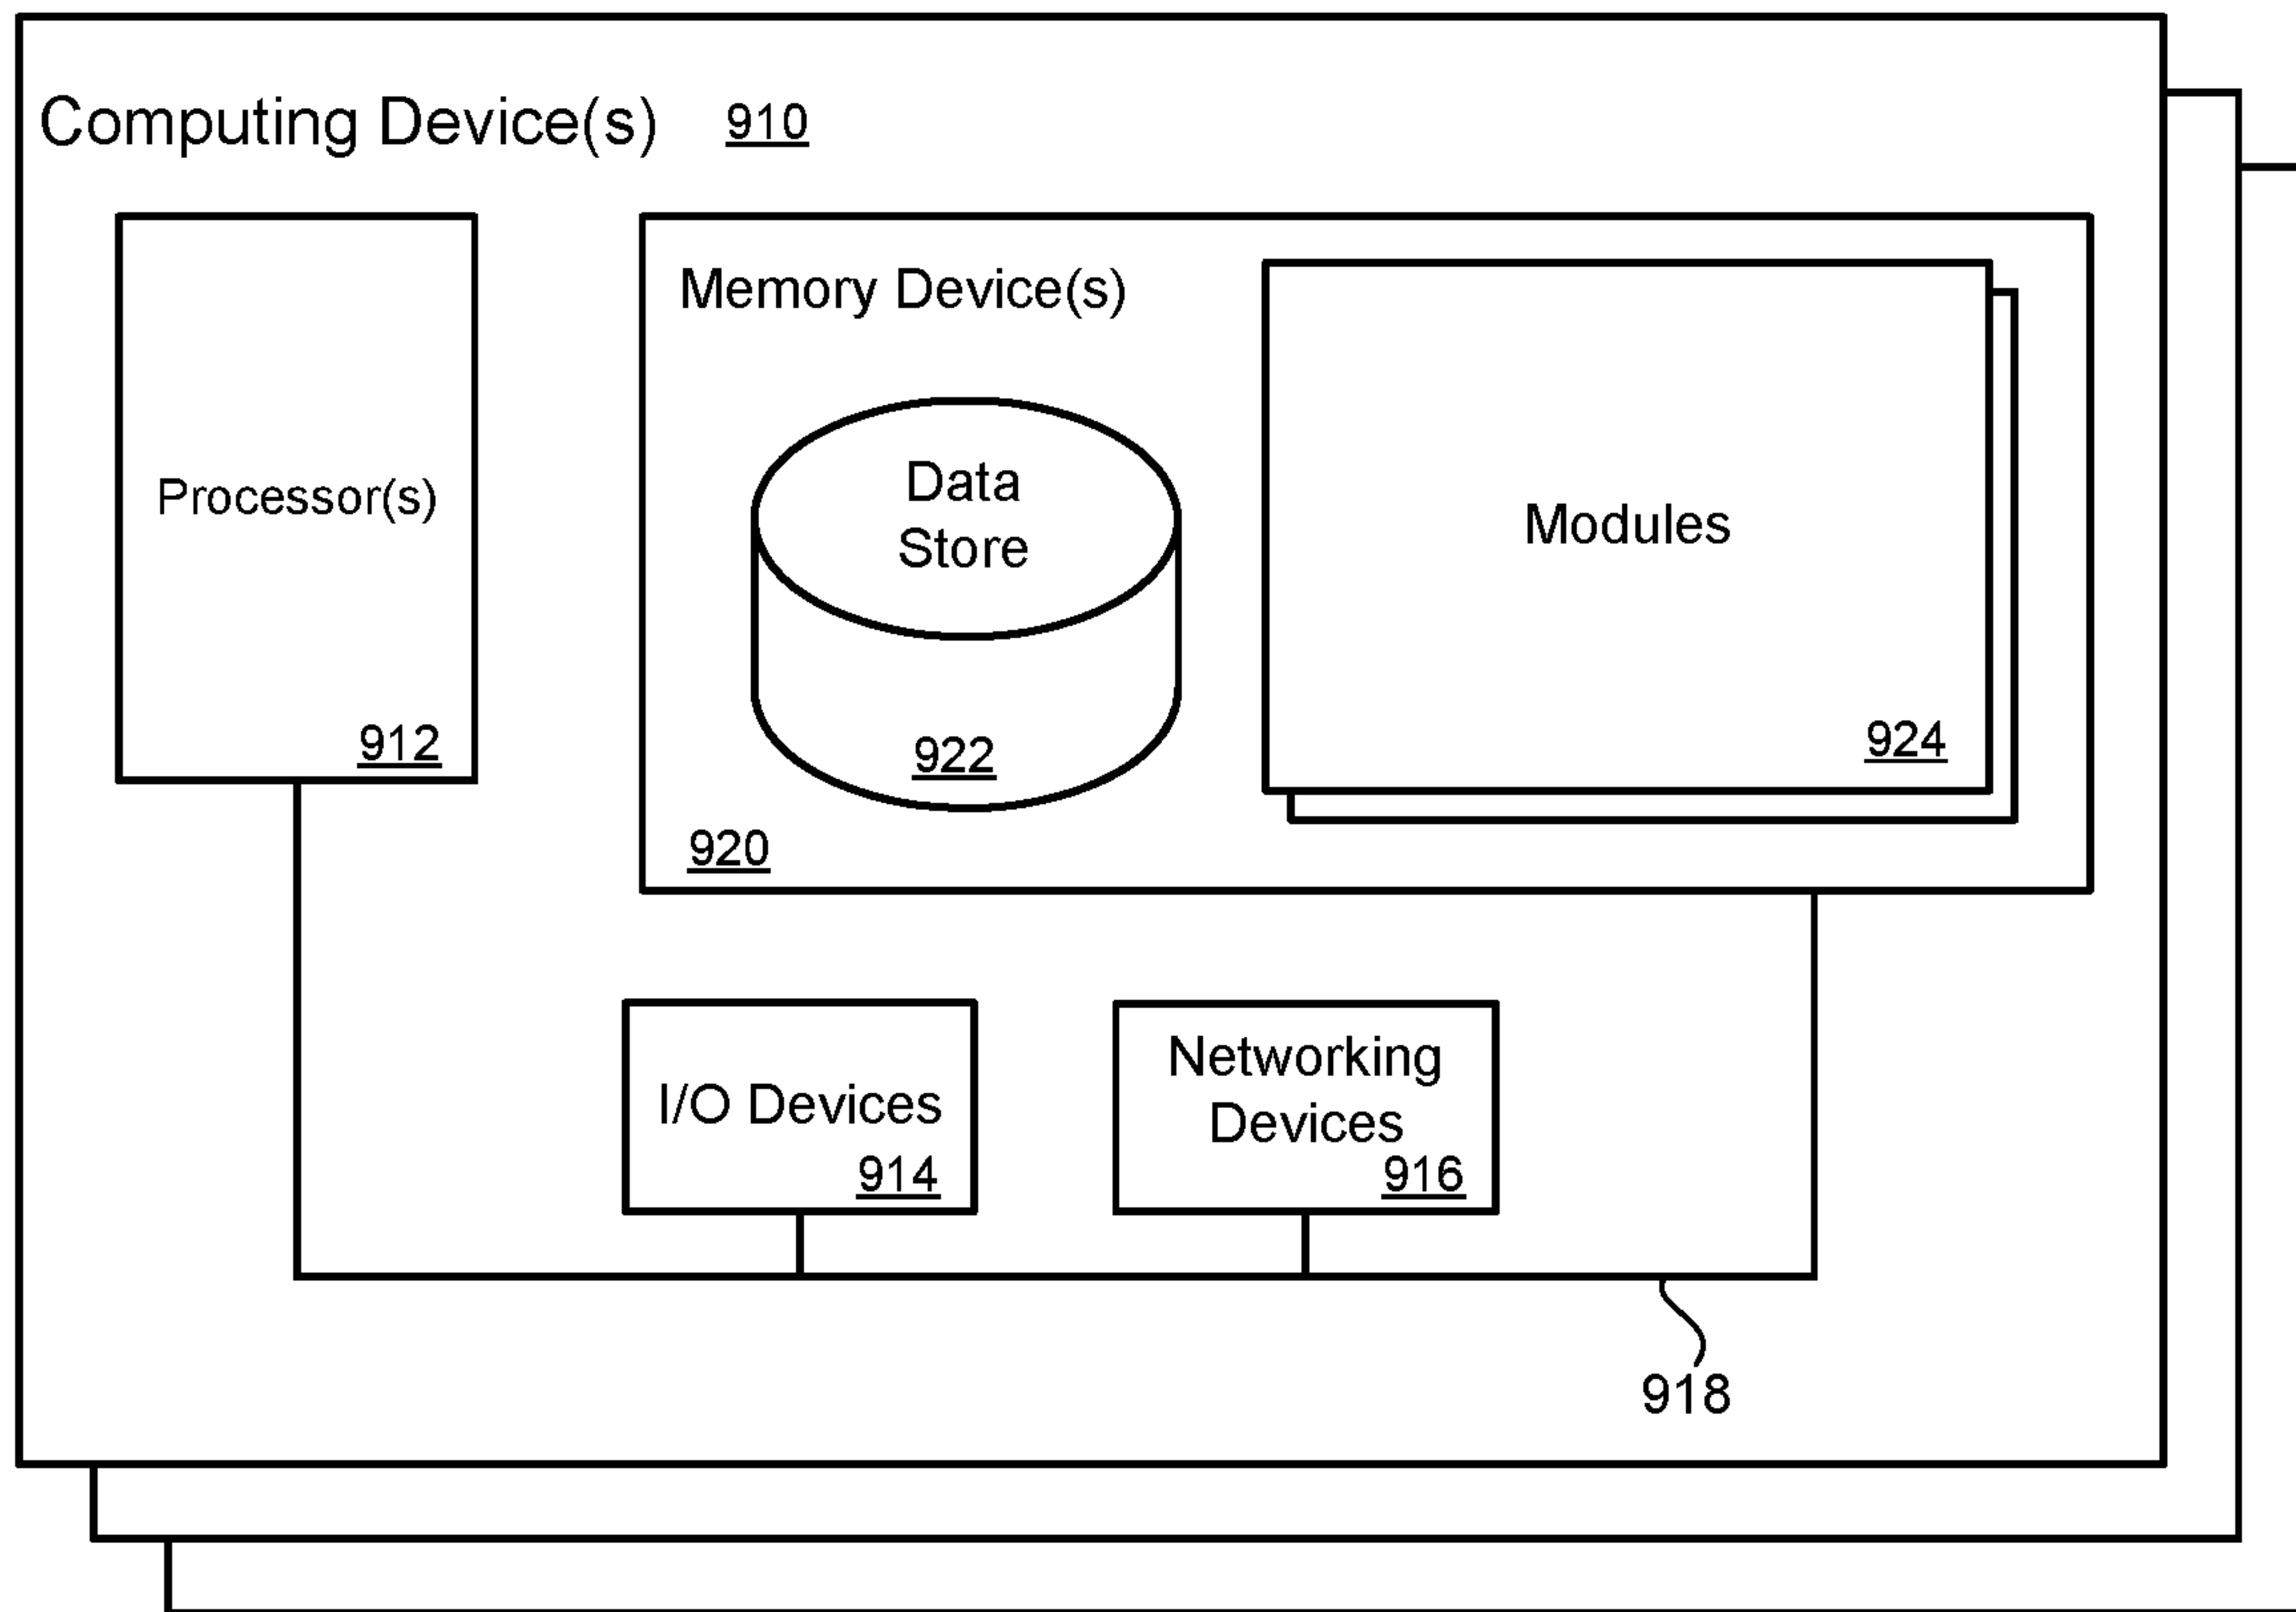 Computing Device(s) 910
Processor(s)
912
Memory Device(s)
Data
Store
922
920
Modules
924
I/O Devices
914
Networking
Devices
916
918